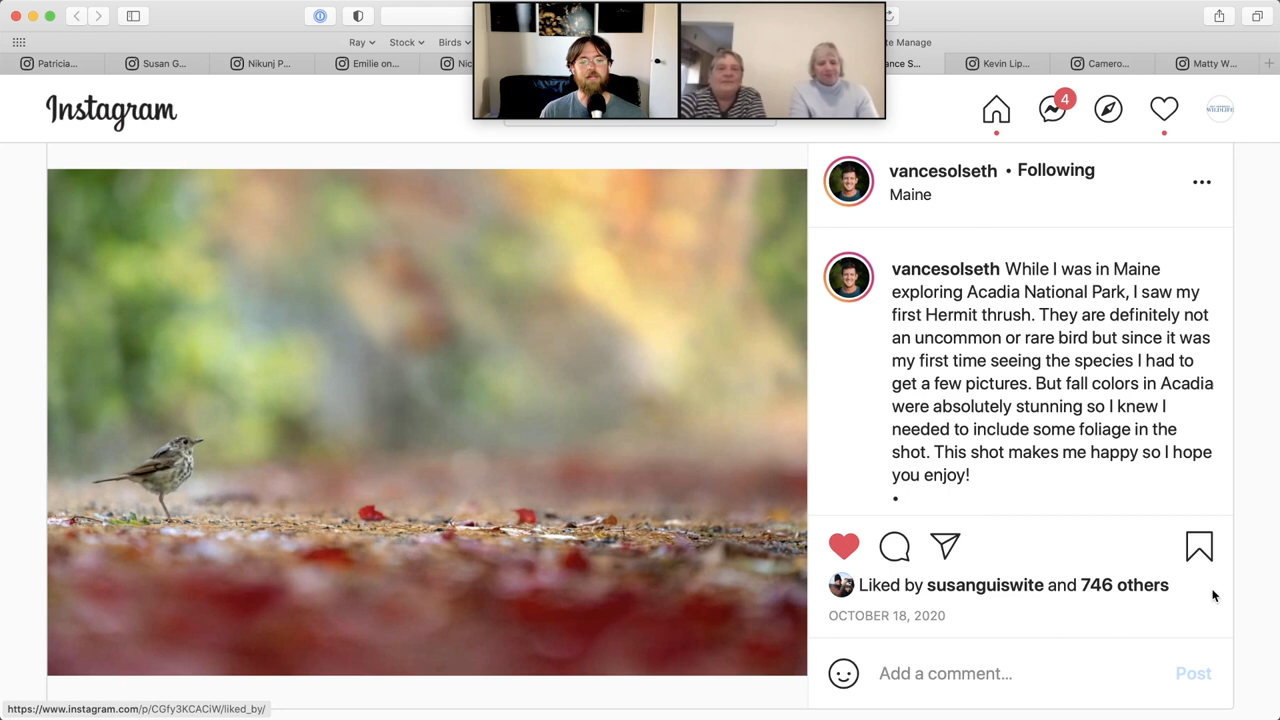 Ray
Stock
Birds
te Manage
Patricia...
Susan G...
Nikunj P...
Emilie on...
Nic
ance S...
Kevin Lip...
Camero...
Matty W...
Instagram
4
WILDLIFE
vancesolseth • Following
Maine
vancesolseth While I was in Maine
exploring Acadia National Park, I saw my
first Hermit thrush. They are definitely not
an uncommon or rare bird but since it was
my first time seeing the species I had to
get a few pictures. But fall colors in Acadia
were absolutely stunning so I knew I
needed to include some foliage in the
shot. This shot makes me happy so I hope
you enjoy!
•
Liked by susanguiswite and 746 others
OCTOBER 18, 2020
Add a comment...
Post
https://www.instagram.com/p/CGfy3KCACiW/liked_by/